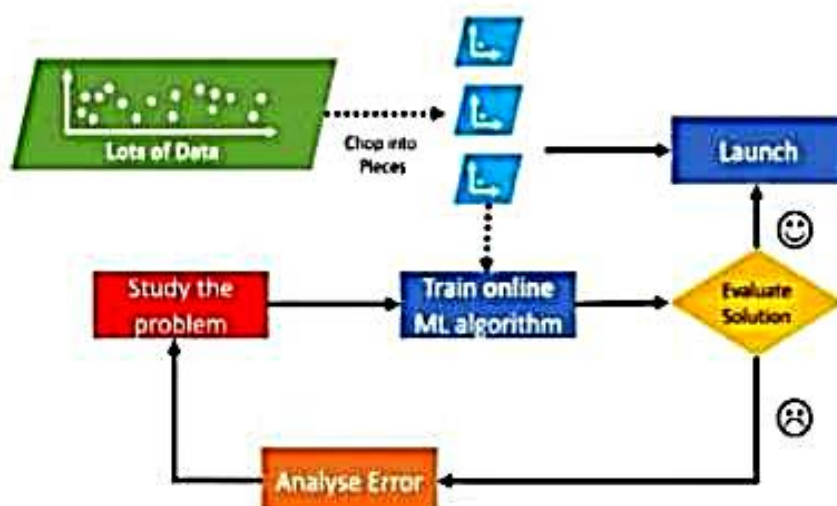 Lots of Data
Chop into
Pieces
Launch
Study the
problem
Train online
ML algorithm
Evaluate
Solution
Analyse Error